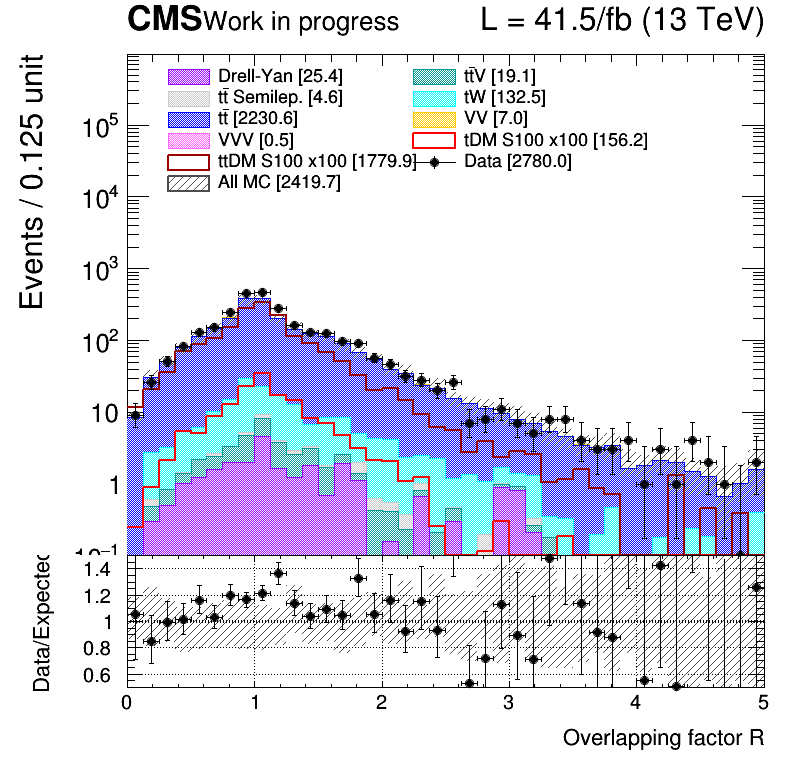 CMS Work in progress L = 41.5/fb (13 TeV)
Events / 0.125 unit
Drell-Yan [25.4] tt̄V [19.1]
tt̄ Semilep. [4.6] tW [132.5]
tt̄ [2230.6] VV [7.0]
VVV [0.5] tDM S100 x100 [156.2]
ttDM S100 x100 [1779.9] Data [2780.0]
All MC [2419.7]
10⁵
10⁴
10³
10²
10
1
10⁻¹
Data/Expected
1.4
1.2
1
0.8
0.6
0 1 2 3 4 5
Overlapping factor R